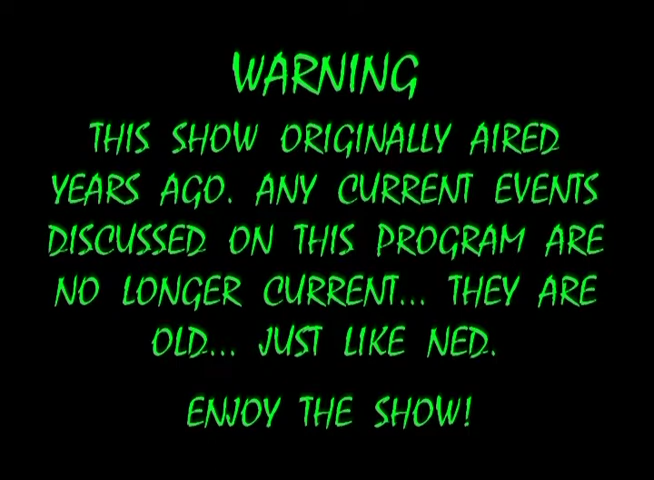 WARNING
THIS SHOW ORIGINALLY AIRED
YEARS AGO. ANY CURRENT EVENTS
DISCUSSED ON THIS PROGRAM ARE
NO LONGER CURRENT... THEY ARE
OLD... JUST LIKE NED.
ENJOY THE SHOW!